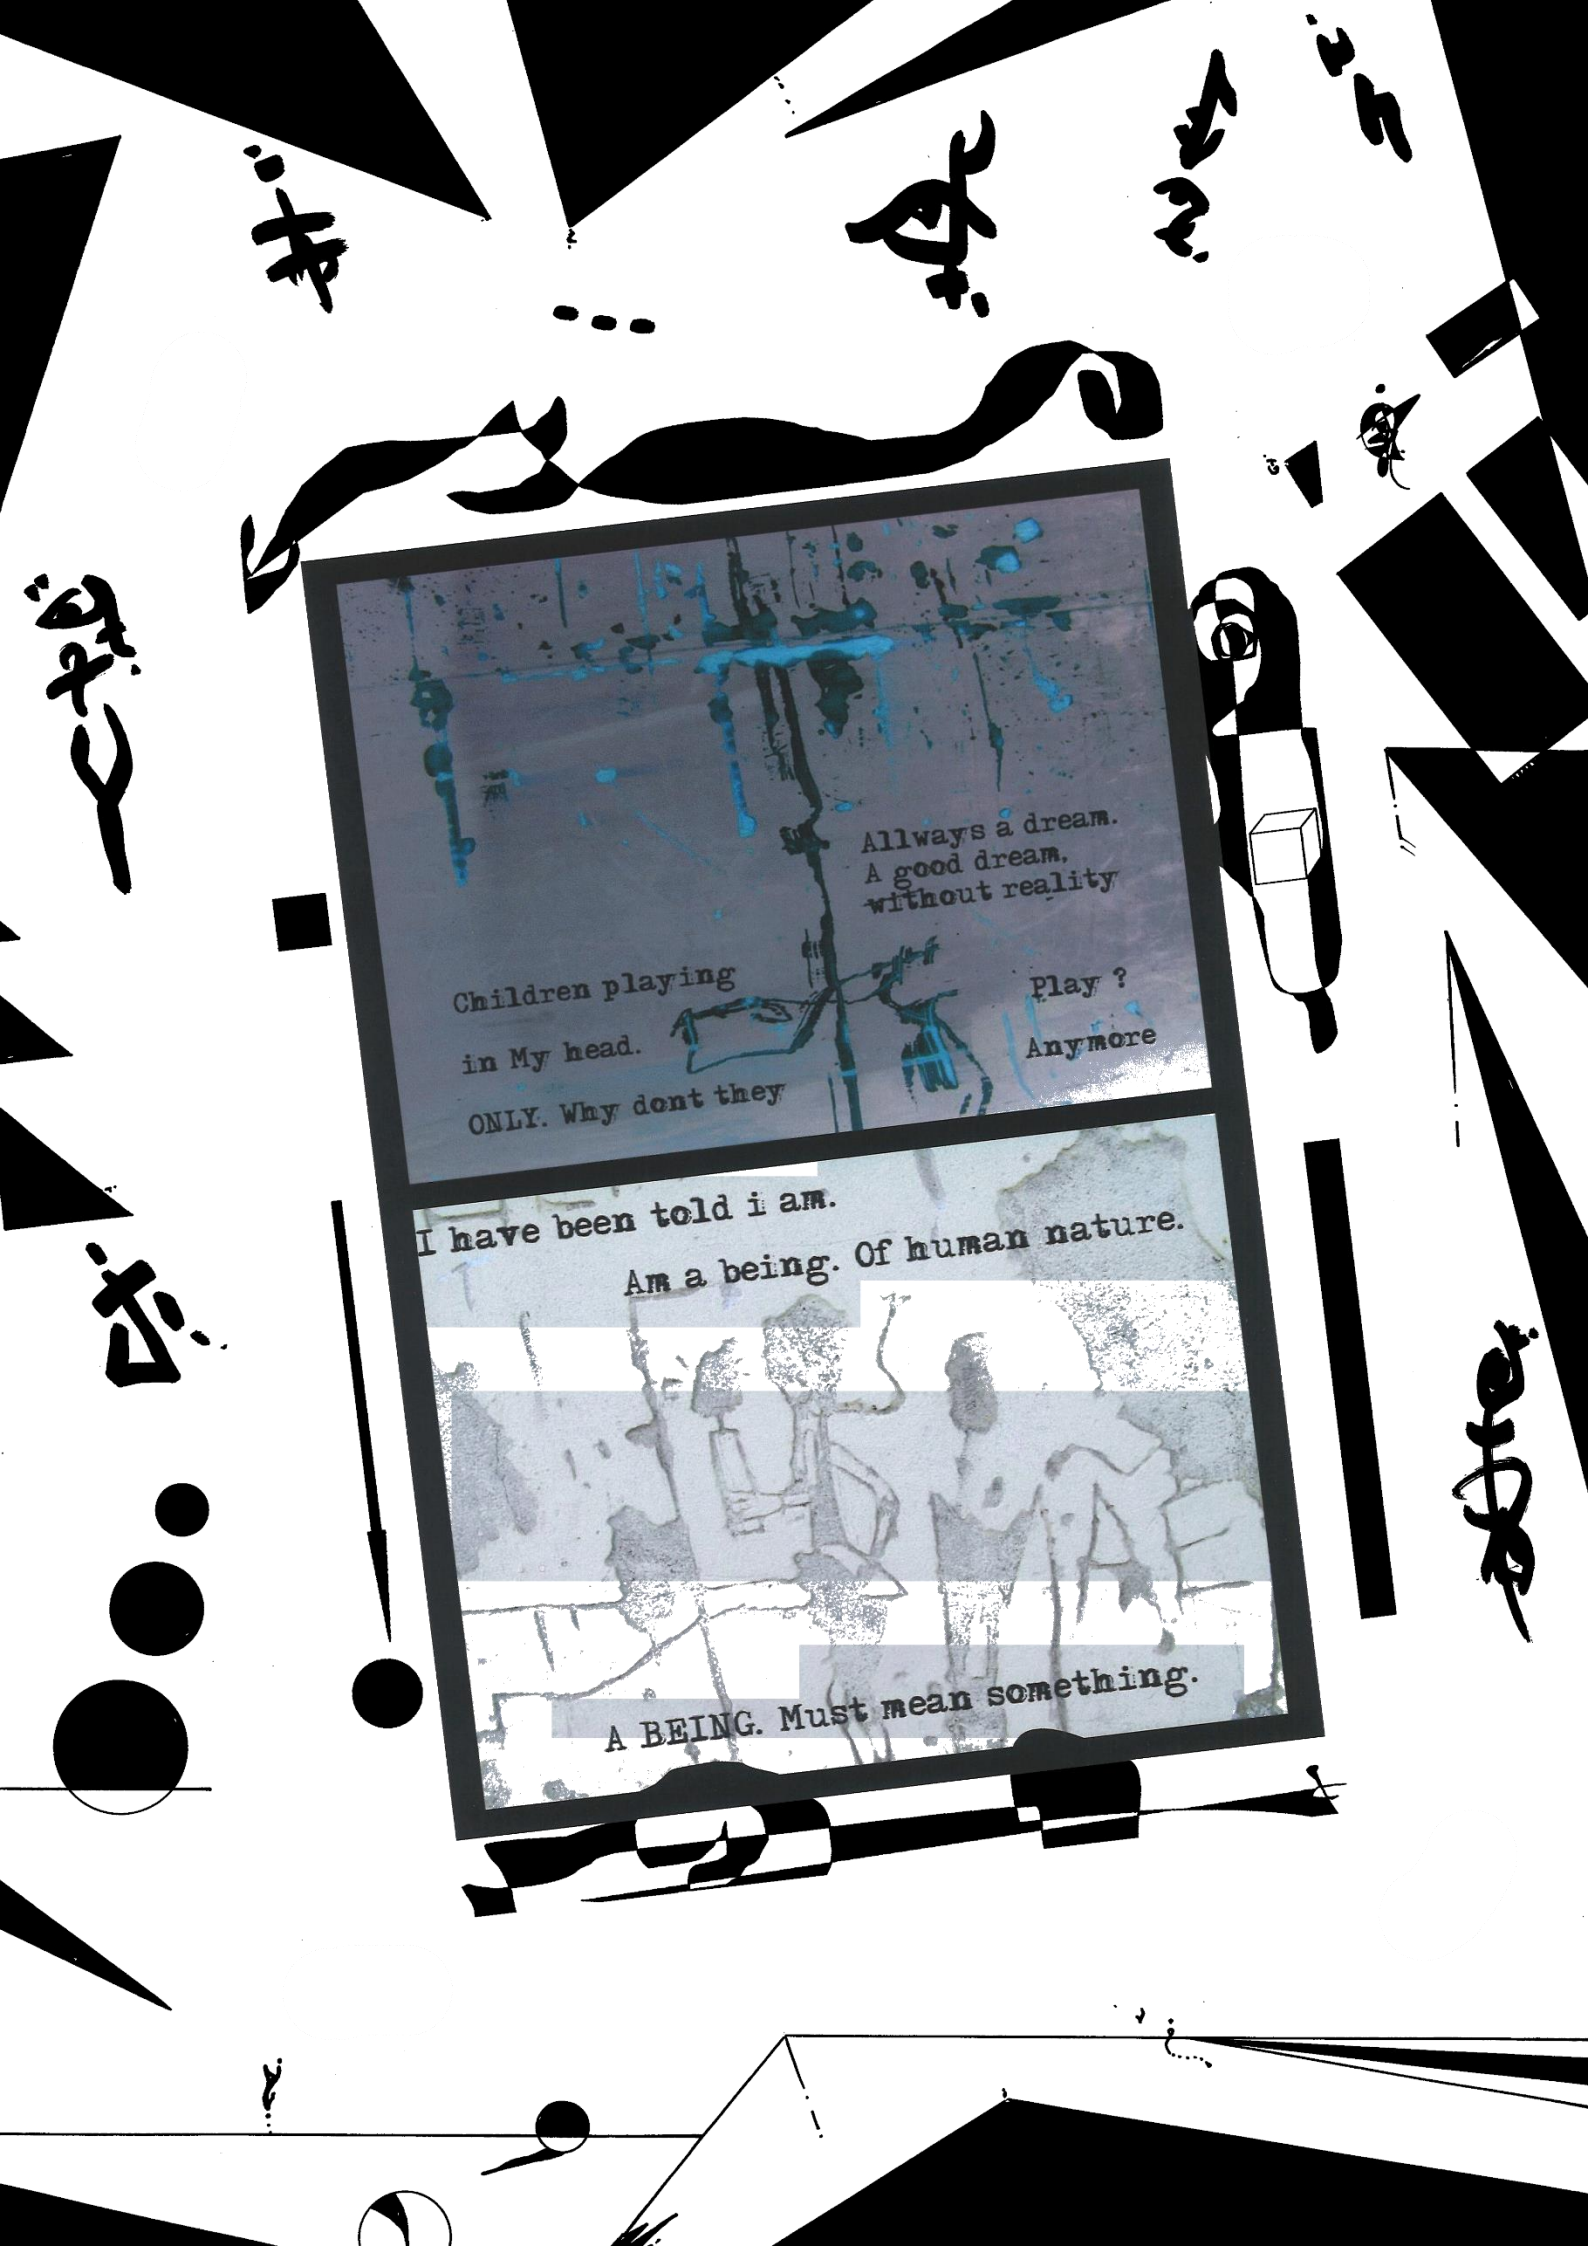 Allways a dream.
A good dream,
without reality
Children playing
Play ?
in My head.
Anymore
ONLY. Why dont they
I have been told i am.
Am a being. Of human nature.
A BEING. Must mean something.